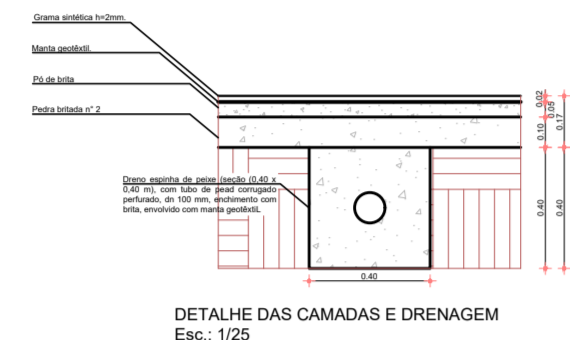 Grama sintética h=2mm.
Manta geotêxtil.
Pó de brita
Pedra britada n° 2
Dreno espinha de peixe (seção (0,40 x
0,40 m), com tubo de pead corrugado
perfurado, dn 100 mm, enchimento com
brita, envolvido com manta geotêxtil.
0.02
0.05
0.10
0.17
0.40
0.40
0.40
DETALHE DAS CAMADAS E DRENAGEM
Esc.: 1/25